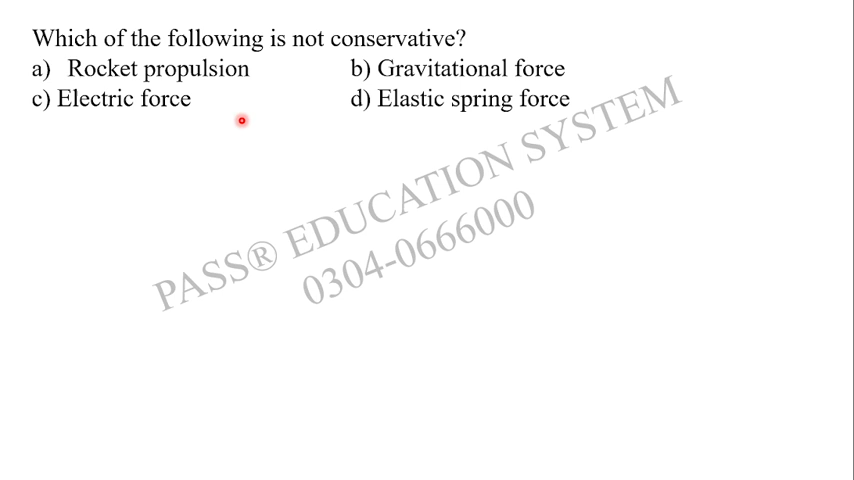 Which of the following is not conservative?
a) Rocket propulsion b) Gravitational force
c) Electric force d) Elastic spring force
PASS® EDUCATION SYSTEM
0304-0666000